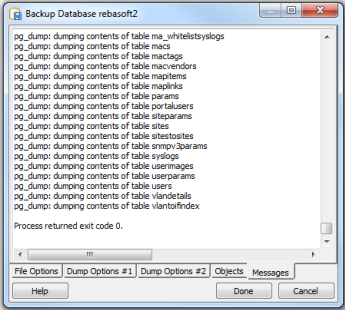 Backup Database rebasoft2
pg_dump: dumping contents of table ma_whitelistsyslogs
pg_dump: dumping contents of table macs
pg_dump: dumping contents of table mactags
pg_dump: dumping contents of table macvendors
pg_dump: dumping contents of table mapitems
pg_dump: dumping contents of table maplinks
pg_dump: dumping contents of table params
pg_dump: dumping contents of table portalusers
pg_dump: dumping contents of table siteparams
pg_dump: dumping contents of table sites
pg_dump: dumping contents of table sitestosites
pg_dump: dumping contents of table snmpv3params
pg_dump: dumping contents of table syslogs
pg_dump: dumping contents of table userimages
pg_dump: dumping contents of table userparams
pg_dump: dumping contents of table users
pg_dump: dumping contents of table vlandetails
pg_dump: dumping contents of table vlantoifindex
Process returned exit code 0.
File Options Dump Options #1 Dump Options #2 Objects Messages
Help Done Cancel